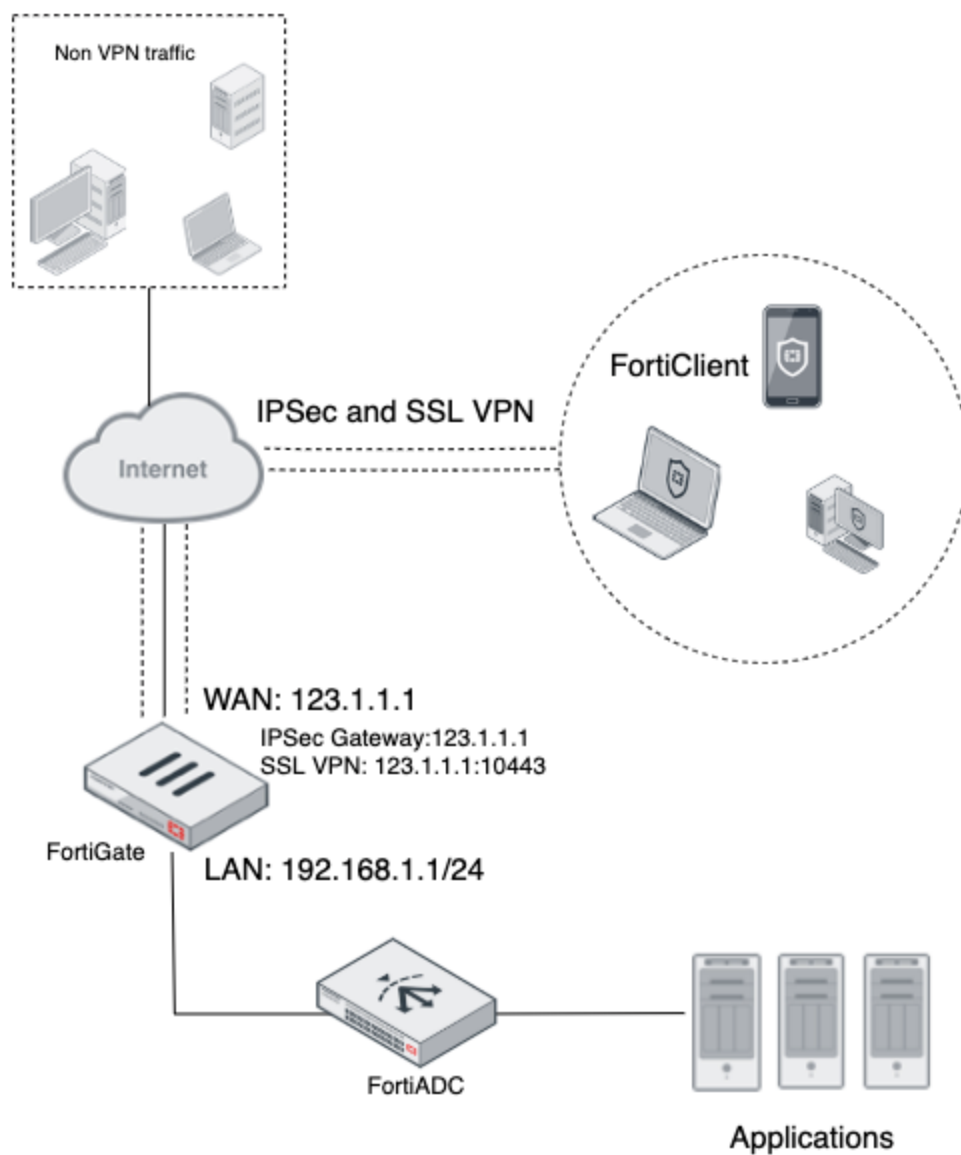 Non VPN traffic
FortiClient
IPSec and SSL VPN
Internet
WAN: 123.1.1.1
IPSec Gateway:123.1.1.1
SSL VPN: 123.1.1.1:10443
FortiGate
LAN: 192.168.1.1/24
FortiADC
Applications